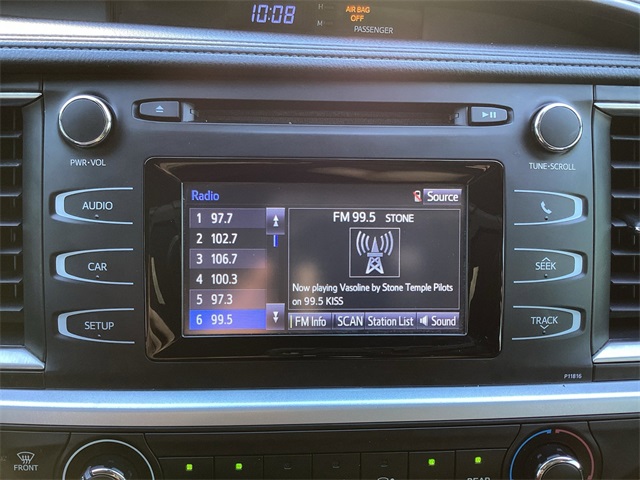 10:08
H
AIR BAG
OFF
H
PASSENGER
PWR•VOL
TUNE•SCROLL
AUDIO
CAR
SETUP
Radio
Source
1 97.7
2 102.7
3 106.7
4 100.3
5 97.3
6 99.5
FM 99.5 STONE
Now playing Vasoline by Stone Temple Pilots
on 99.5 KISS
FM Info SCAN Station List Sound
SEEK
TRACK
P11816
FRONT
REAR